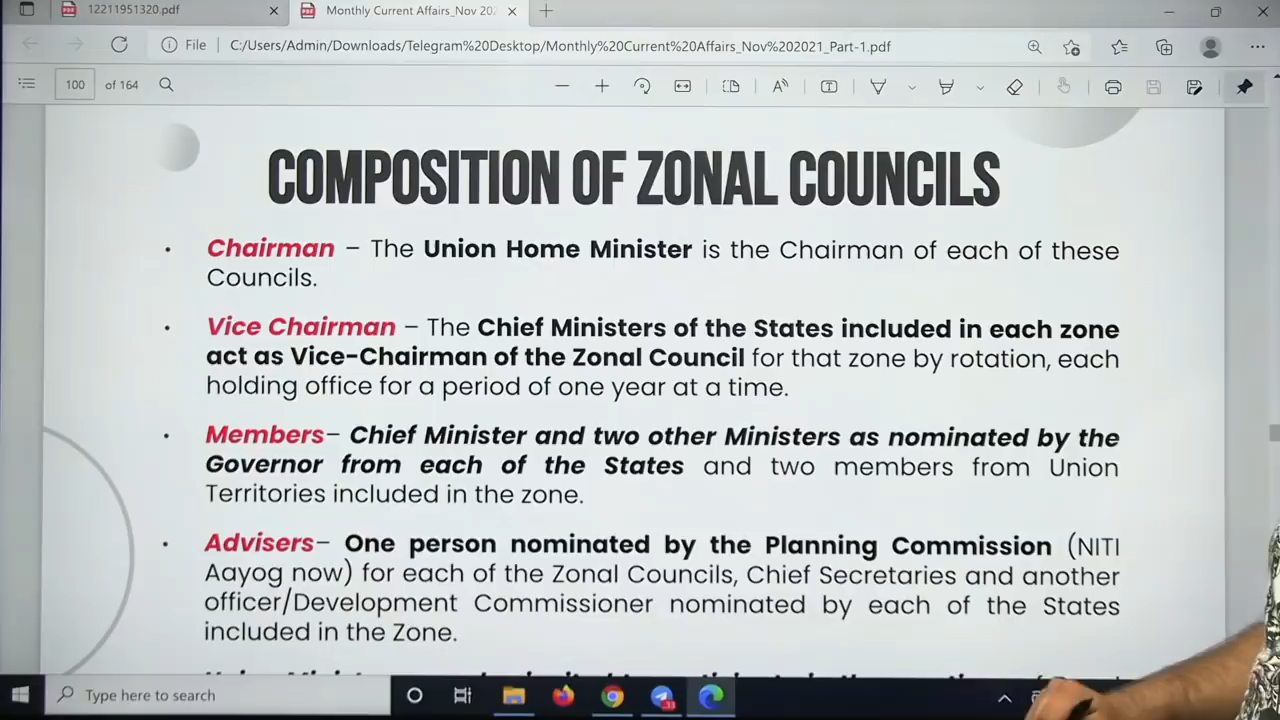 12211951320.pdf
Monthly Current Affairs_Nov 202
File
C:/Users/Admin/Downloads/Telegram%20Desktop/Monthly%20Current%20Affairs_Nov%202021_Part-1.pdf
100 of 164
COMPOSITION OF ZONAL COUNCILS
• Chairman – The Union Home Minister is the Chairman of each of these
Councils.
• Vice Chairman – The Chief Ministers of the States included in each zone
act as Vice-Chairman of the Zonal Council for that zone by rotation, each
holding office for a period of one year at a time.
• Members– Chief Minister and two other Ministers as nominated by the
Governor from each of the States and two members from Union
Territories included in the zone.
• Advisers– One person nominated by the Planning Commission (NITI
Aayog now) for each of the Zonal Councils, Chief Secretaries and another
officer/Development Commissioner nominated by each of the States
included in the Zone.
Type here to search